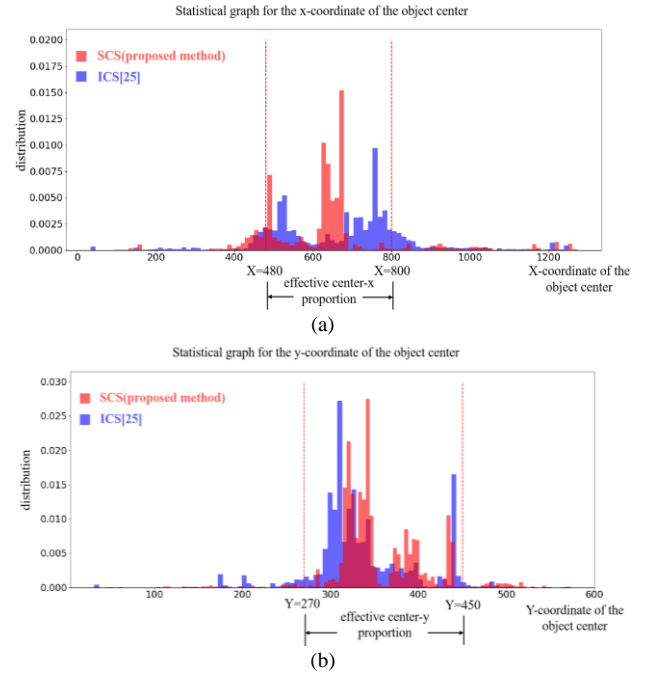 Statistical graph for the x-coordinate of the object center
0.0200
0.0175
0.0150
0.0125
0.0100
0.0075
0.0050
0.0025
0.0000
distribution
SCS(proposed method)
ICS[25]
0 200 400 600 800 1000 1200
X=480 X=800 X-coordinate of the
object center
effective center-x
proportion
(a)
Statistical graph for the y-coordinate of the object center
0.030
0.025
0.020
0.015
0.010
0.005
0.000
distribution
SCS(proposed method)
ICS[25]
100 200 300 400 500 600
Y=270 Y=450 Y-coordinate of the
object center
effective center-y
proportion
(b)